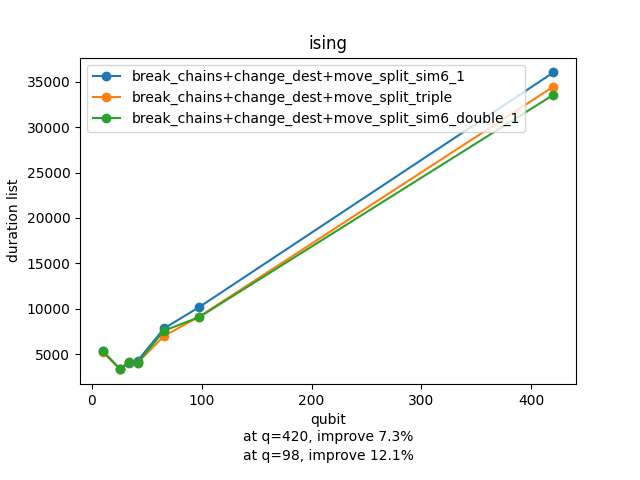 ising
break_chains+change_dest+move_split_sim6_1
break_chains+change_dest+move_split_triple
break_chains+change_dest+move_split_sim6_double_1
35000
30000
25000
20000
15000
10000
5000
duration list
0
100
200
300
400
qubit
at q=420, improve 7.3%
at q=98, improve 12.1%